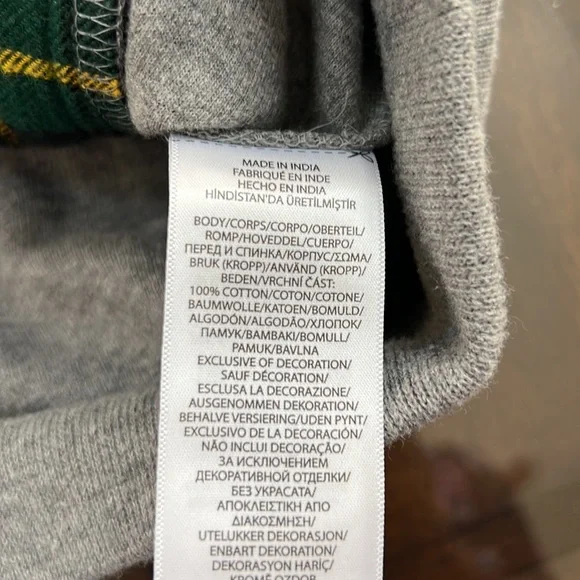 MADE IN INDIA
FABRIQUÉ EN INDE
HECHO EN INDIA
HİNDİSTAN'DA ÜRETİLMİŞTİR
BODY/CORPS/CORPO/OBERTEIL/
ROMP/HOVEDDEL/CUERPO/
ПЕРЕД И СПИНКА/КОРПУС/ΣΩΜΑ/
BRUK (KROPP)/ANVÄND (KROPP)/
BEDEN/VRCHNÍ ČÁST:
100% COTTON/COTON/COTONE/
BAUMWOLLE/KATOEN/BOMULD/
ALGODÓN/ALGODÃO/ХЛОПОК/
ПАМУК/ΒΑΜΒΑΚΙ/BOMULL/
PAMUK/BAVLNA
EXCLUSIVE OF DECORATION/
SAUF DÉCORATION/
ESCLUSA LA DECORAZIONE/
AUSGENOMMEN DEKORATION/
BEHALVE VERSIERING/UDEN PYNT/
EXCLUSIVO DE LA DECORACIÓN/
NÃO INCLUI DECORAÇÃO/
ЗА ИСКЛЮЧЕНИЕМ
ДЕКОРАТИВНОЙ ОТДЕЛКИ/
БЕЗ УКРАСАТА/
ΑΠΟΚΛΕΙΣΤΙΚΗ ΑΠΟ
ΔΙΑΚΟΣΜΗΣΗ/
UTELUKKER DEKORASJON/
ENBART DEKORATION/
DEKORASYON HARİÇ/
KROMĚ OZDOB